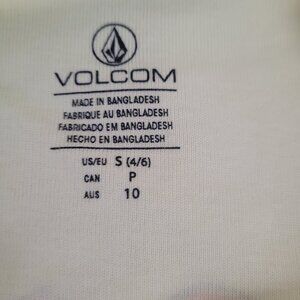 VOLCOM
MADE IN BANGLADESH
FABRIQUE AU BANGLADESH
FABRICADO EM BANGLADESH
HECHO EN BANGLADESH
US/EU S (4/6)
CAN P
AUS 10